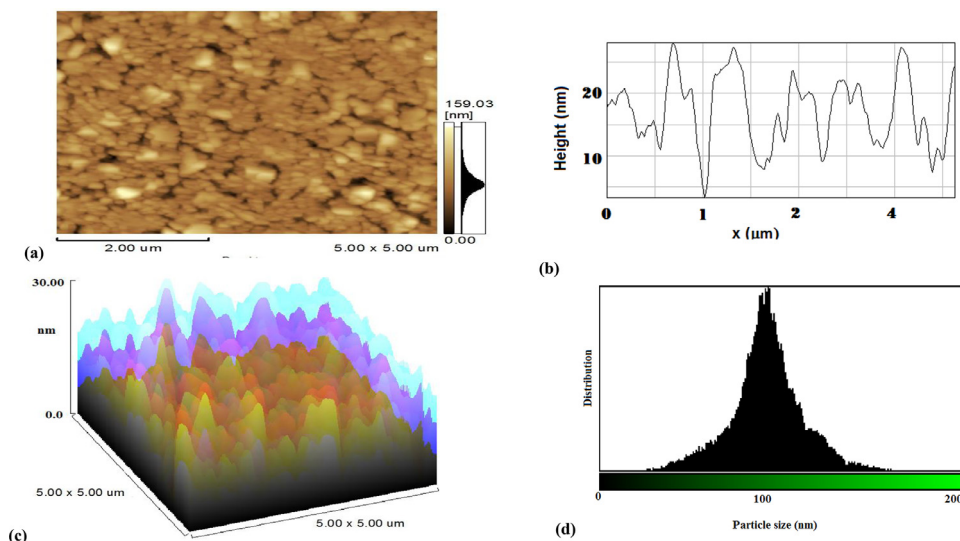 159.03
[nm]
0.00
2.00 um
5.00 x 5.00 um
(a)
Height (nm)
20
10
0
1
2
4
x (μm)
(b)
30.00
nm
0.0
5.00 x 5.00 um
5.00 x 5.00 um
(c)
Distribution
0
100
200
Particle size (nm)
(d)